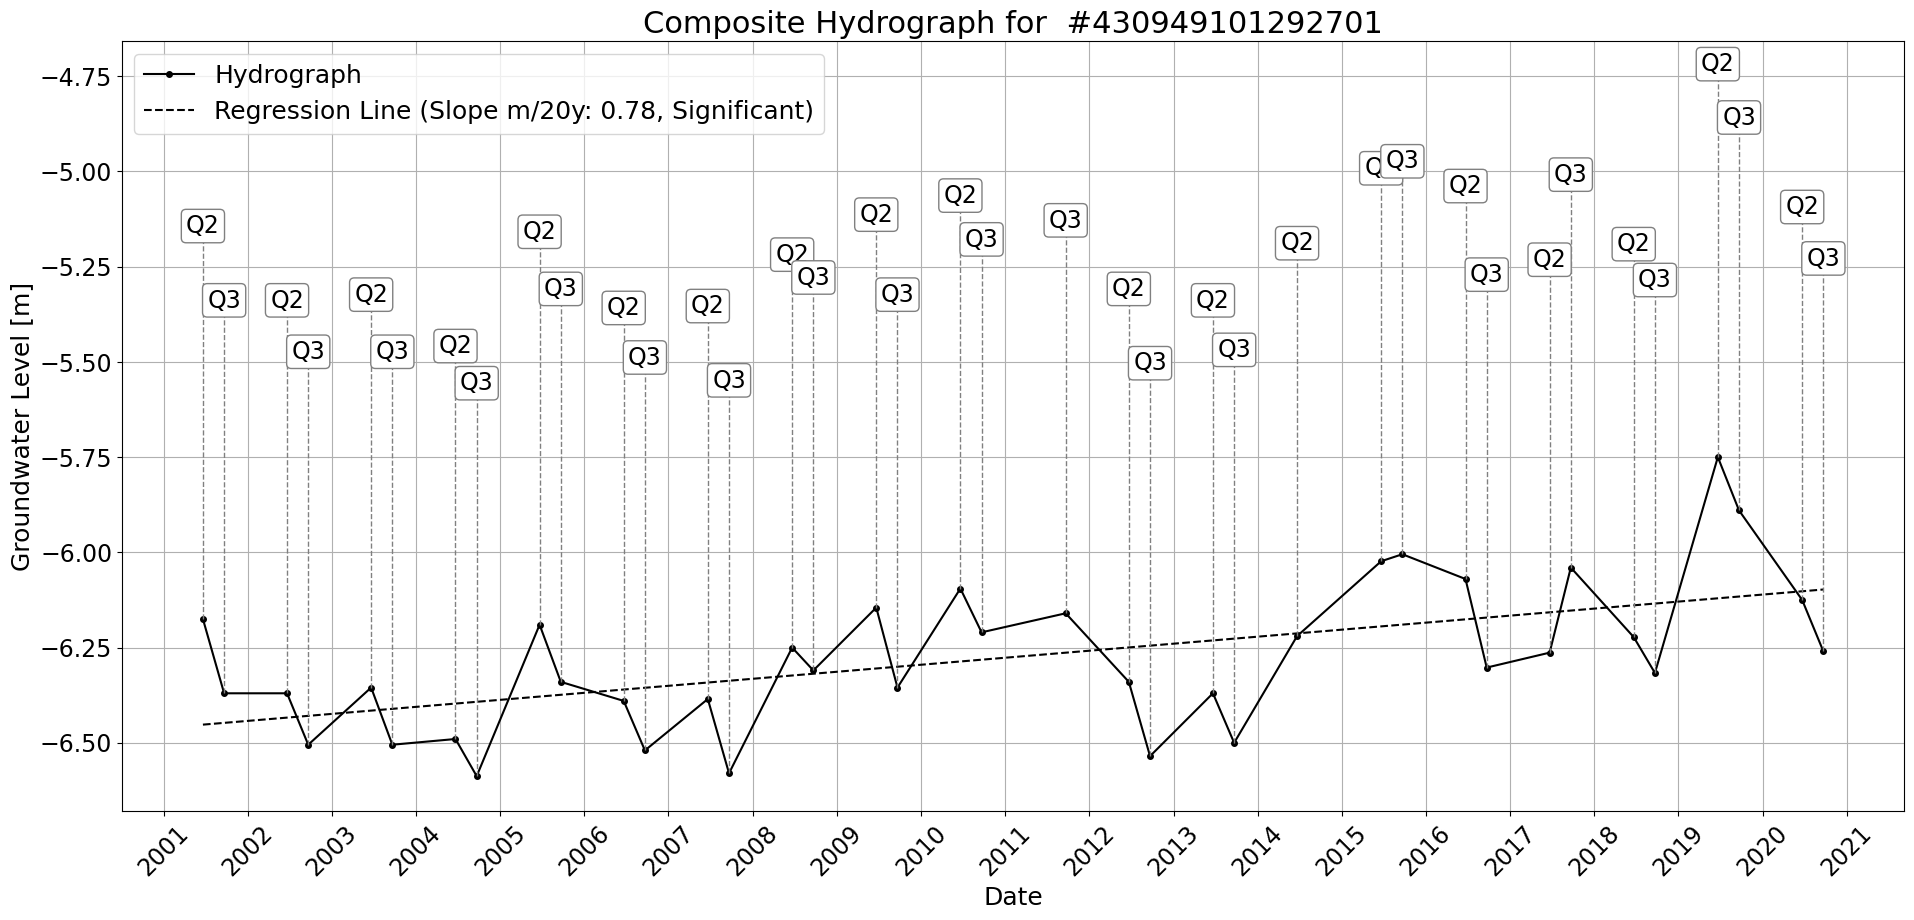 Composite Hydrograph for  #430949101292701
Hydrograph
Regression Line (Slope m/20y: 0.78, Significant)
Groundwater Level [m]
−4.75
−5.00
−5.25
−5.50
−5.75
−6.00
−6.25
−6.50
Q2
Q3
Q2
Q3
Q2
Q3
Q2
Q3
Q2
Q3
Q2
Q3
Q2
Q3
Q2
Q3
Q2
Q3
Q2
Q3
Q3
Q2
Q3
Q2
Q3
Q2
Q
Q3
Q2
Q3
Q2
Q3
Q2
Q3
Q2
Q3
Q2
Q3
2001
2002
2003
2004
2005
2006
2007
2008
2009
2010
2011
2012
2013
2014
2015
2016
2017
2018
2019
2020
2021
Date